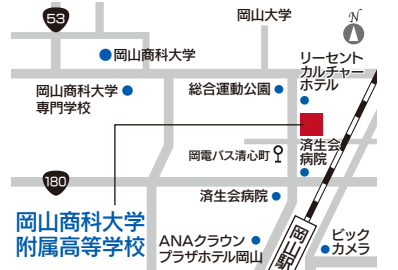 53
岡山大学
N
岡山商科大学
リーセント
カルチャー
ホテル
岡山商科大学
専門学校
総合運動公園
済生会
病院
岡電バス清心町
180
済生会病院
岡山商科大学
附属高等学校
ANAクラウン
プラザホテル岡山
岡山駅
ビック
カメラ